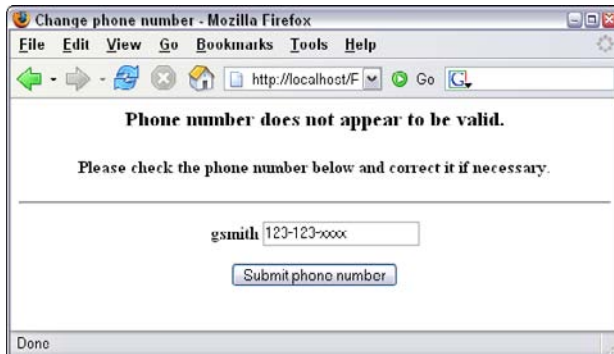 Change phone number - Mozilla Firefox
File Edit View Go Bookmarks Tools Help
http://localhost/F Go G
Phone number does not appear to be valid.
Please check the phone number below and correct it if necessary.
gsmith 123-123-xxxx
Submit phone number
Done